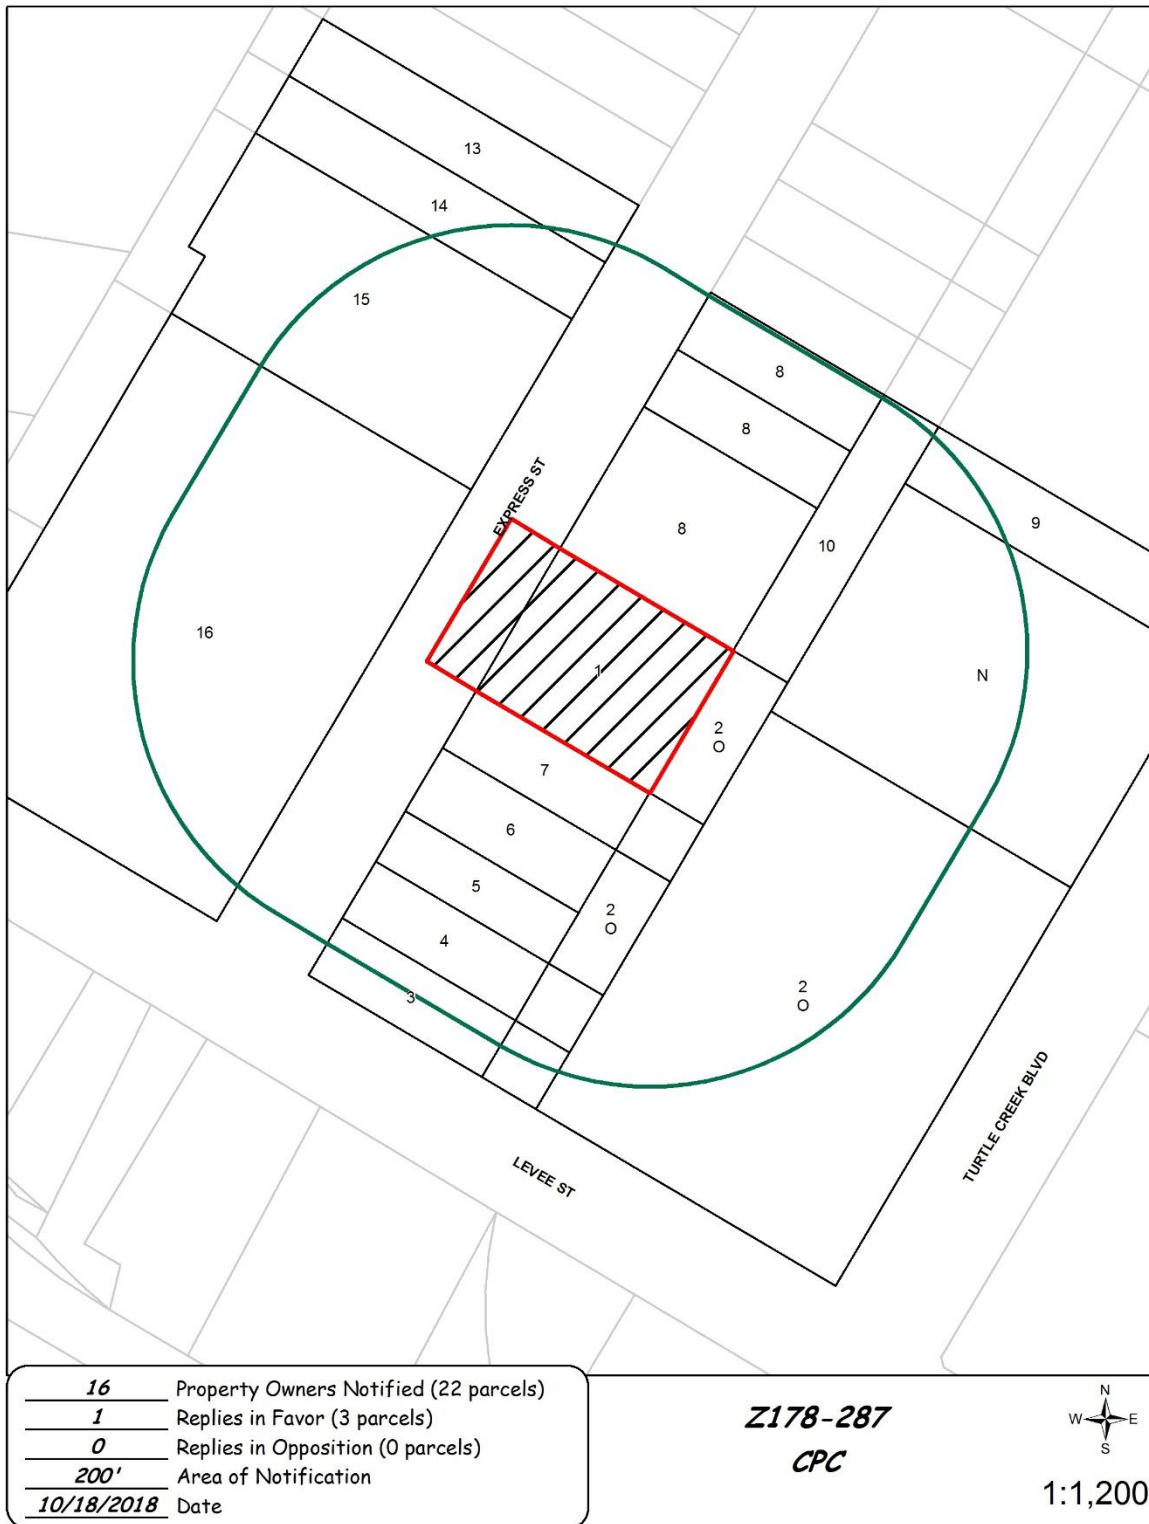 13
14
15
8
8
EXPRESS ST
9
8
10
16
1
N
2
O
7
6
5
2
O
4
3
2
O
TURTLE CREEK BLVD
LEVEE ST
16 Property Owners Notified (22 parcels)
1 Replies in Favor (3 parcels)
0 Replies in Opposition (0 parcels)
200' Area of Notification
10/18/2018 Date
Z178-287
CPC
N
W E
S
1:1,200